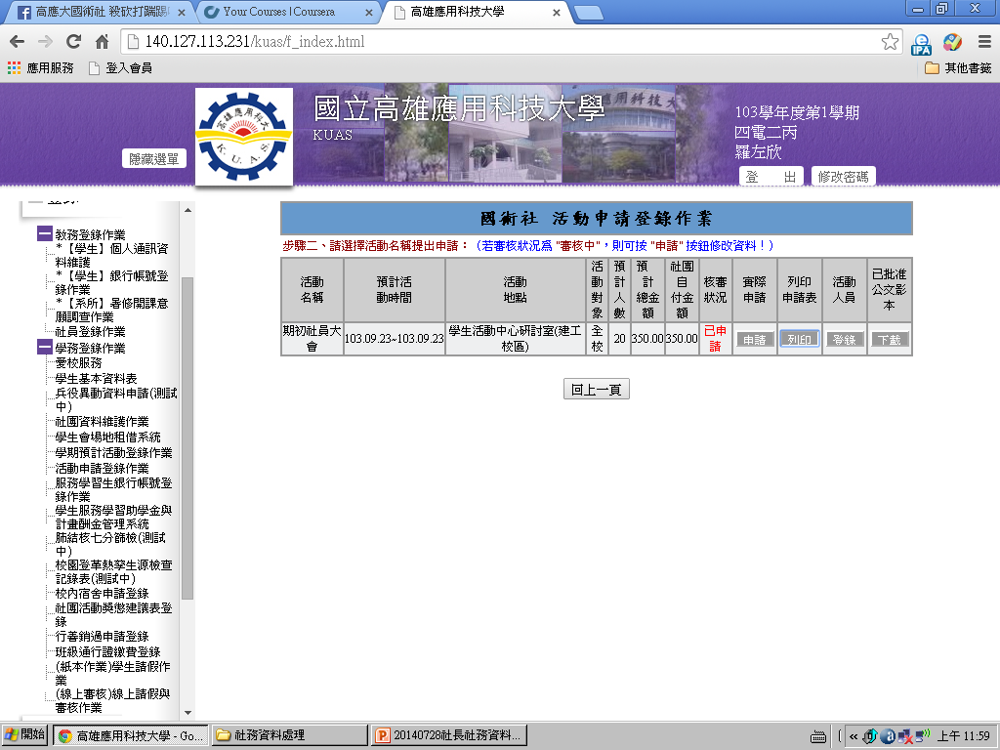 高應大國術社 殺砍打踹踢
Your Courses | Coursera
高雄應用科技大學
140.127.113.231/kuas/f_index.html
IPA
應用服務
登入會員
其他書籤
隱藏選單
高雄應用科技大學
K. U. A. S.
國立高雄應用科技大學
KUAS
103學年度第1學期
四電二丙
羅左欣
登 出
修改密碼
教務登錄作業
*【學生】個人通訊資
料維護
*【學生】銀行帳號登
錄作業
*【系所】暑修開課意
願調查作業
社員登錄作業
學務登錄作業
愛校服務
學生基本資料表
兵役異動資料申請(測試
中)
社團資料維護作業
學生會場地租借系統
學期預計活動登錄作業
活動申請登錄作業
服務學習生銀行帳號登
錄作業
學生服務學習助學金與
計畫酬金管理系統
肺結核七分篩檢(測試
中)
校園登革熱孳生源檢查
記錄表(測試中)
校內宿舍申請登錄
社團活動獎懲建議表登
錄
行善銷過申請登錄
班級通行證繳費登錄
(紙本作業)學生請假作
業
(線上審核)線上請假與
審核作業
國術社 活動申請登錄作業
步驟二、請選擇活動名稱提出申請：（若審核狀況為 "審核中"，則可按 "申請" 按鈕修改資料！）
活動
名稱
預計活
動時間
活動
地點
活
動
對
象
預
計
人
數
預
計
總金
額
社團
自
付金
額
核審
狀況
實際
申請
列印
申請表
活動
人員
已批准
公文影
本
期初社員大
會
103.09.23~103.09.23
學生活動中心研討室(建工
校區)
全
校
20
350.00
350.00
已申
請
申請
列印
登錄
下載
回上一頁
開始
高雄應用科技大學 - Go...
社務資料處理
20140728社長社務資料...
上午 11:59